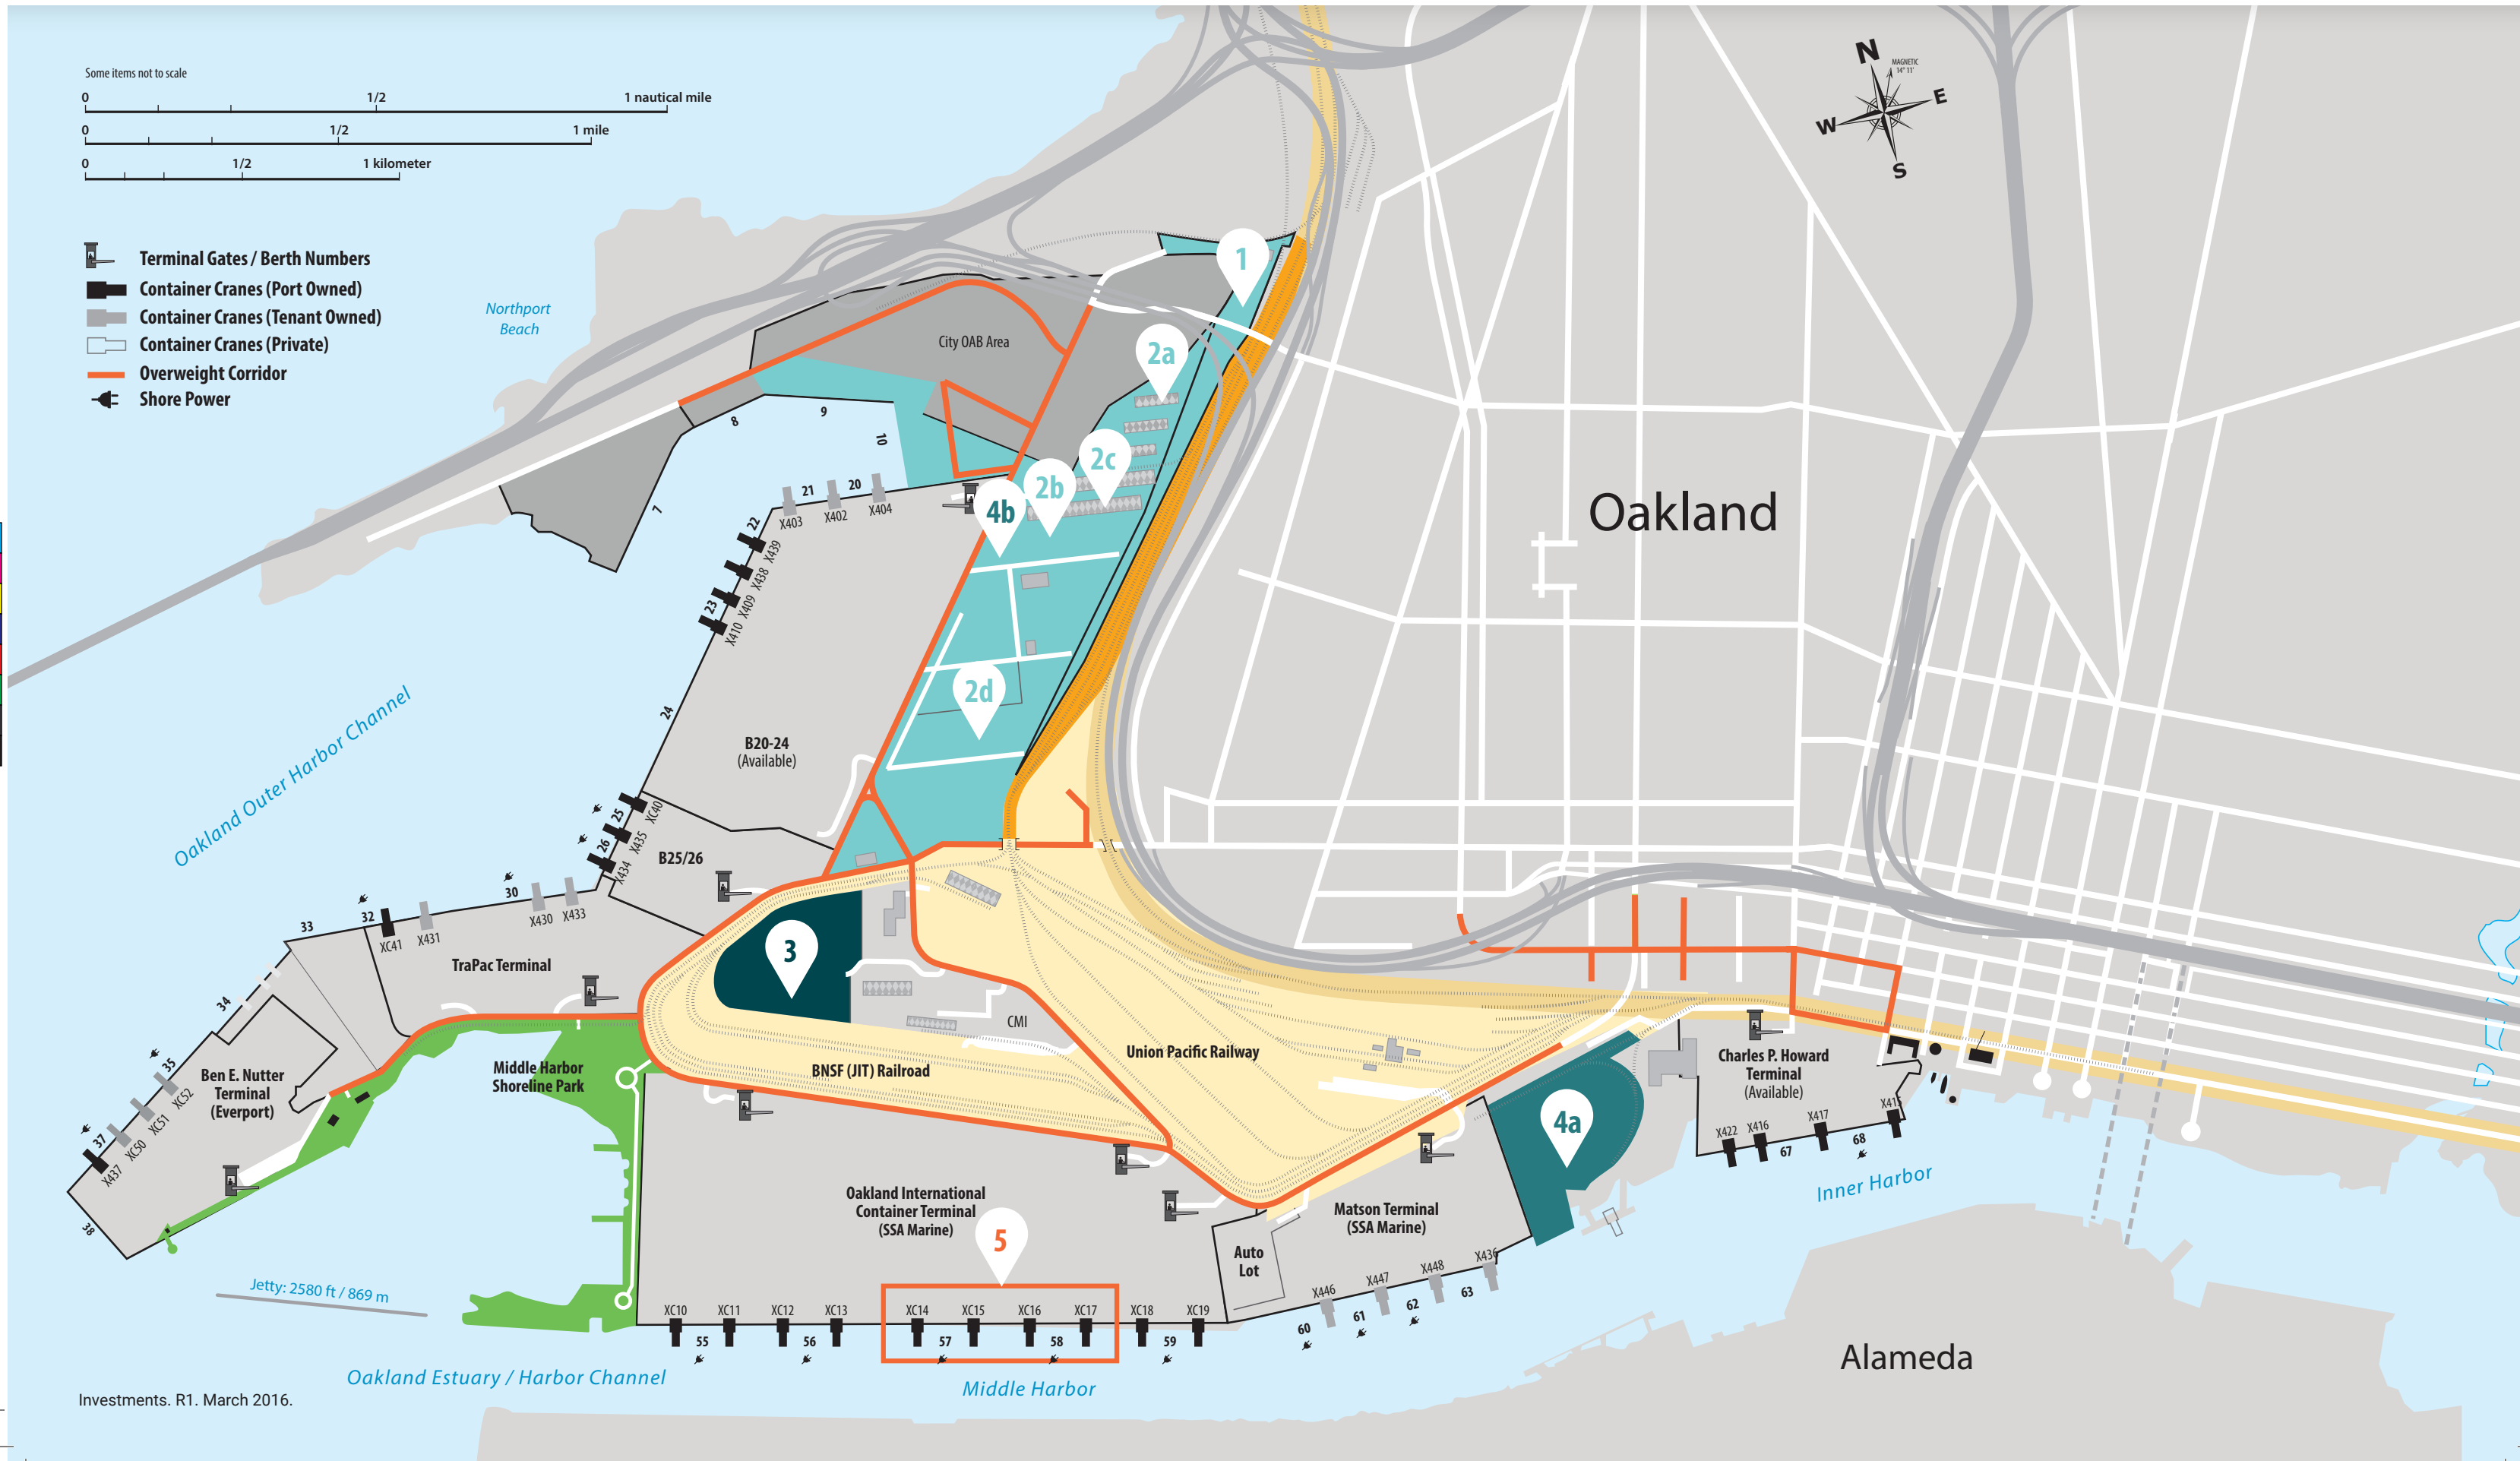 Some items not to scale
0 1/2 1 nautical mile
0 1/2 1 mile
0 1/2 1 kilometer
N
MAGNETIC
14° 11'
E
W
S
Terminal Gates / Berth Numbers
Container Cranes (Port Owned)
Container Cranes (Tenant Owned)
Container Cranes (Private)
Overweight Corridor
Shore Power
Northport
Beach
City OAB Area
1
2a
2c
2b
4b
2d
Oakland
8
9
10
7
21
20
X403
X402
X404
22
X439
X438
23
X409
X410
24
B20-24
(Available)
Oakland Outer Harbor Channel
25
XC40
26
X435
X434
B25/26
30
X430
X433
32
XC41
X431
33
34
TraPac Terminal
3
CMI
35
XC52
XC51
37
XC50
X437
38
Ben E. Nutter
Terminal
(Everport)
Middle Harbor
Shoreline Park
BNSF (JIT) Railroad
Union Pacific Railway
Charles P. Howard
Terminal
(Available)
4a
X422
X416
X417
X415
67
68
Inner Harbor
Oakland International
Container Terminal
(SSA Marine)
5
Matson Terminal
(SSA Marine)
Auto
Lot
X446
X447
X448
X436
60
61
62
63
Jetty: 2580 ft / 869 m
XC10 XC11 XC12 XC13 XC14 XC15 XC16 XC17 XC18 XC19
55 56 57 58 59
Oakland Estuary / Harbor Channel
Middle Harbor
Alameda
Investments. R1. March 2016.